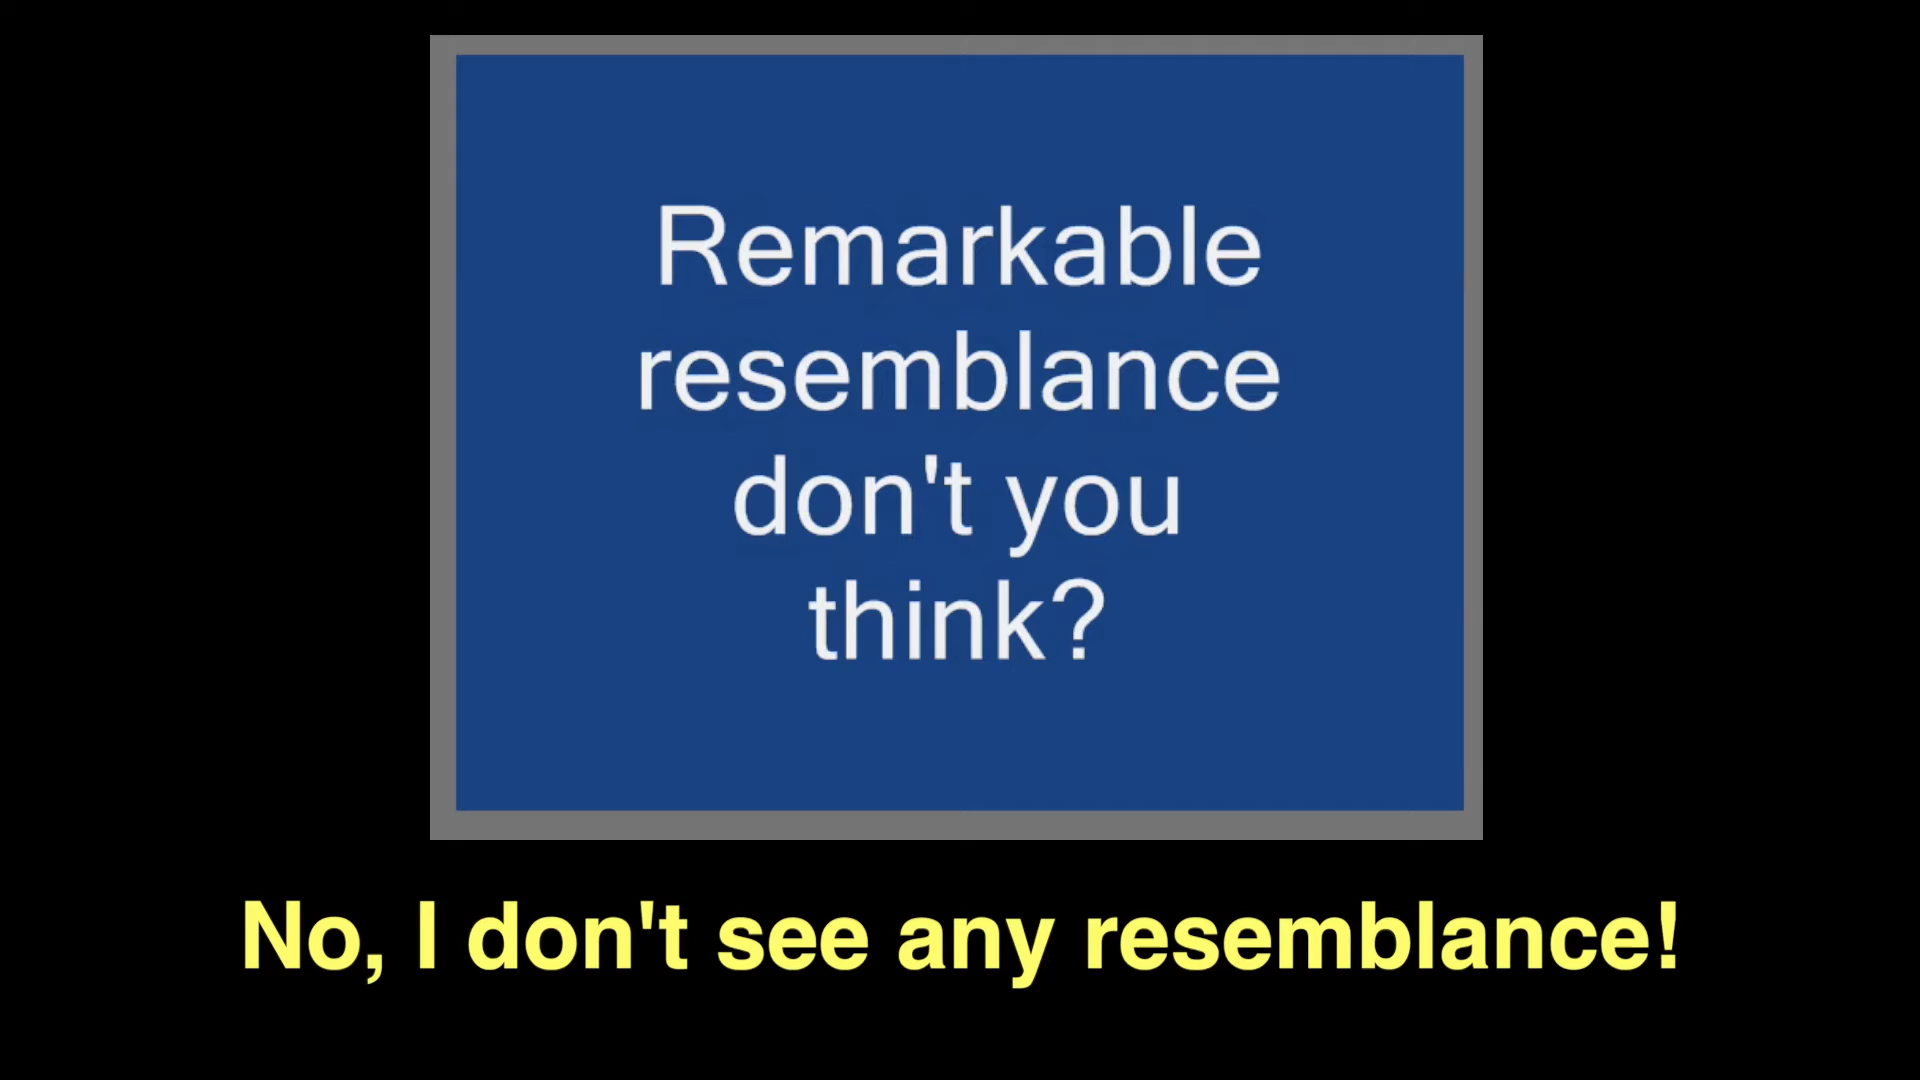 Remarkable
resemblance
don't you
think?
No, I don't see any resemblance!